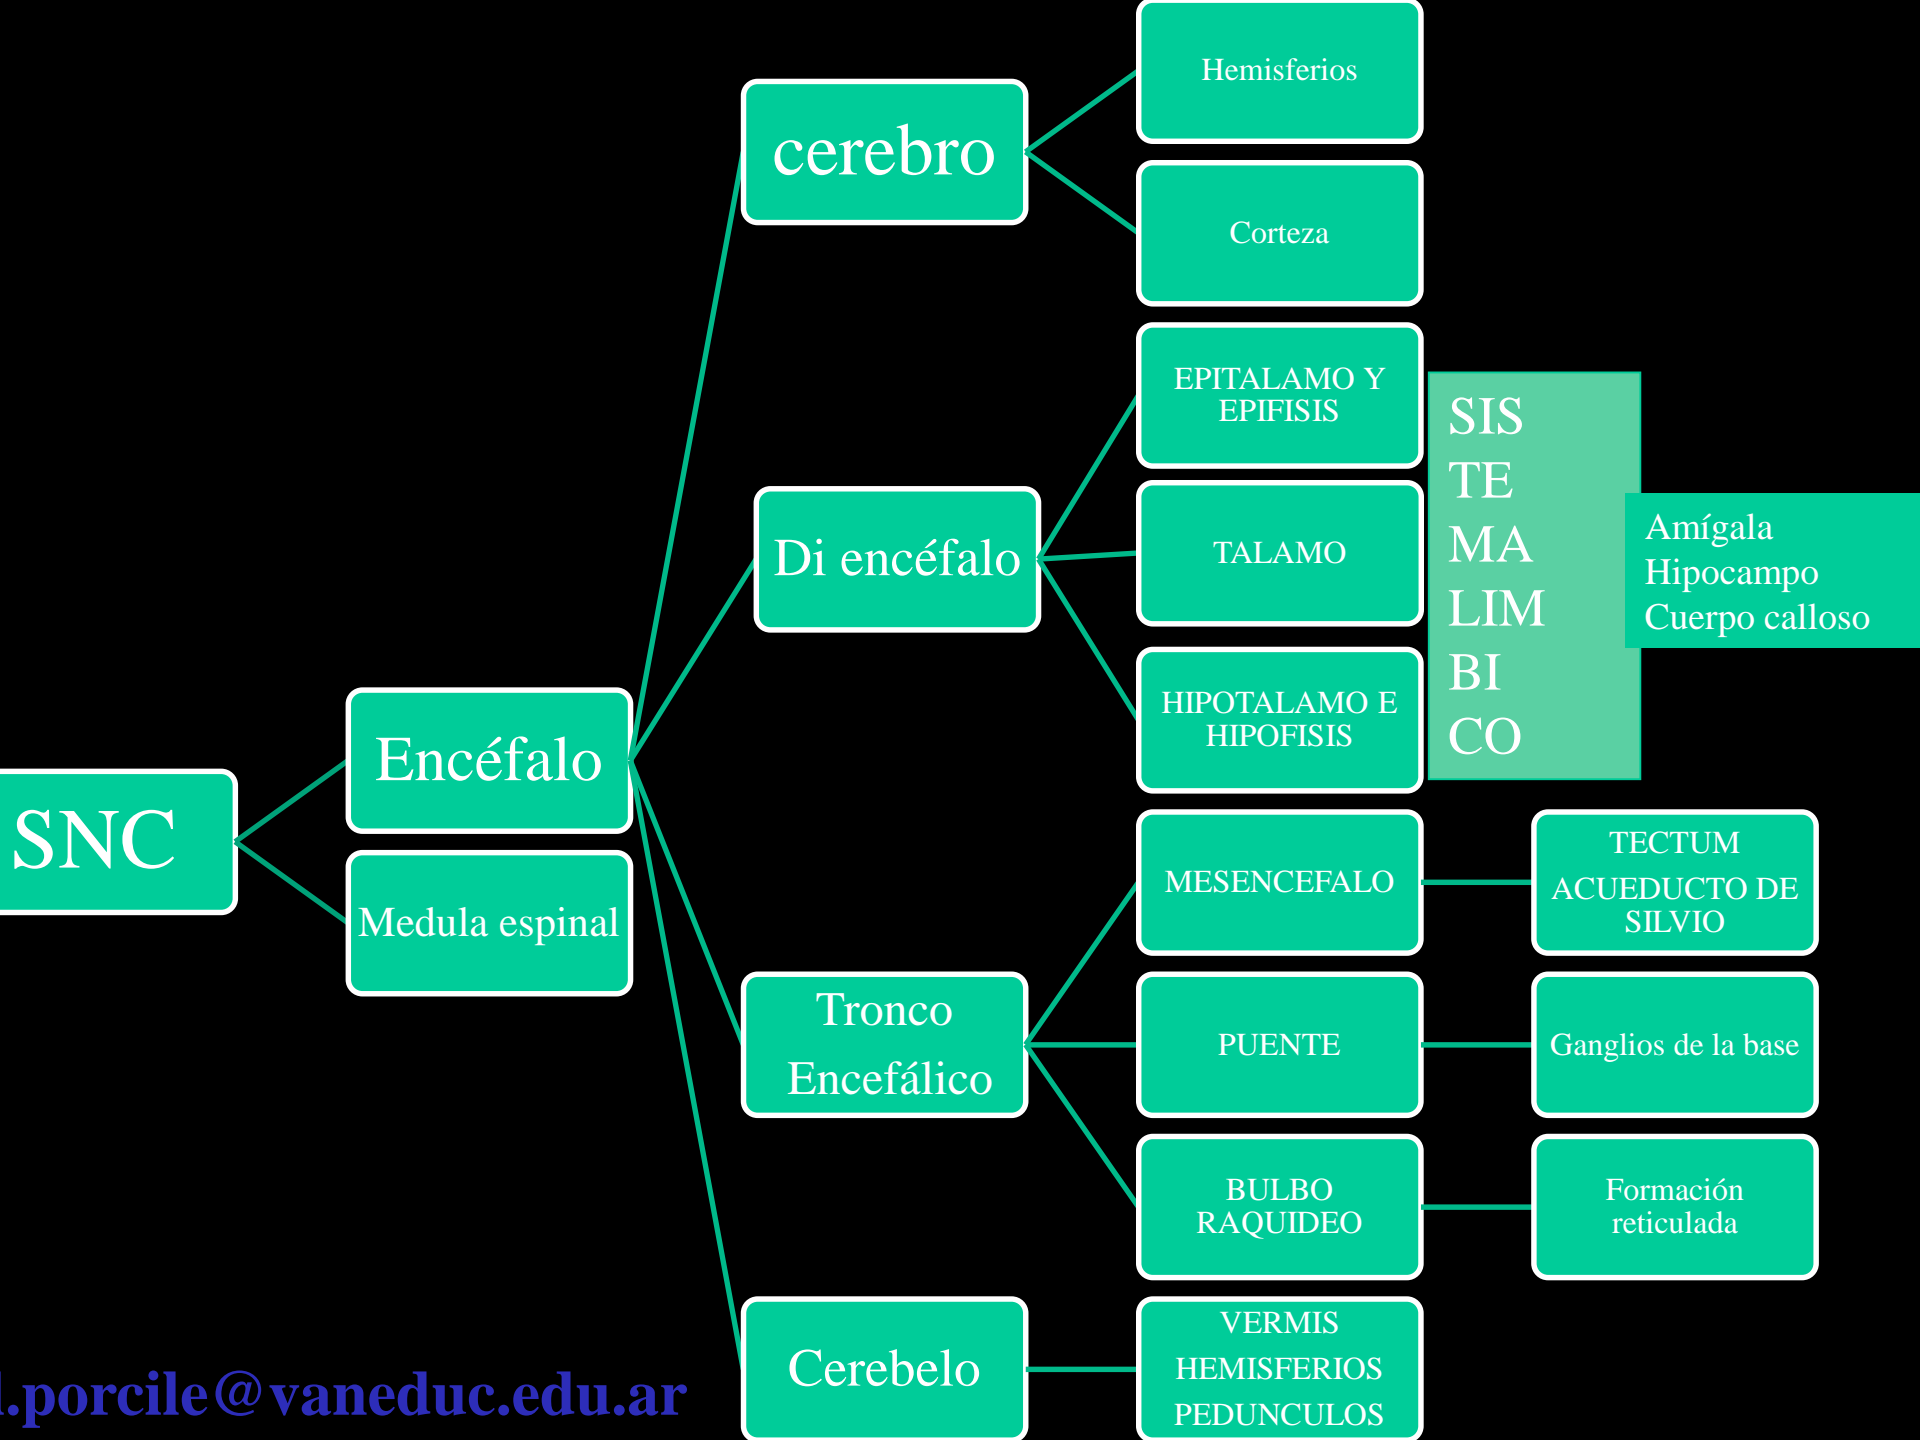 SNC
Encéfalo
Medula espinal
cerebro
Hemisferios
Corteza
Di encéfalo
EPITALAMO Y
EPIFISIS
TALAMO
HIPOTALAMO E
HIPOFISIS
SIS
TE
MA
LIM
BI
CO
Amígala
Hipocampo
Cuerpo calloso
Tronco
Encefálico
MESENCEFALO
TECTUM
ACUEDUCTO DE
SILVIO
PUENTE
Ganglios de la base
BULBO
RAQUIDEO
Formación
reticulada
Cerebelo
VERMIS
HEMISFERIOS
PEDUNCULOS
.porcile@vaneduc.edu.ar